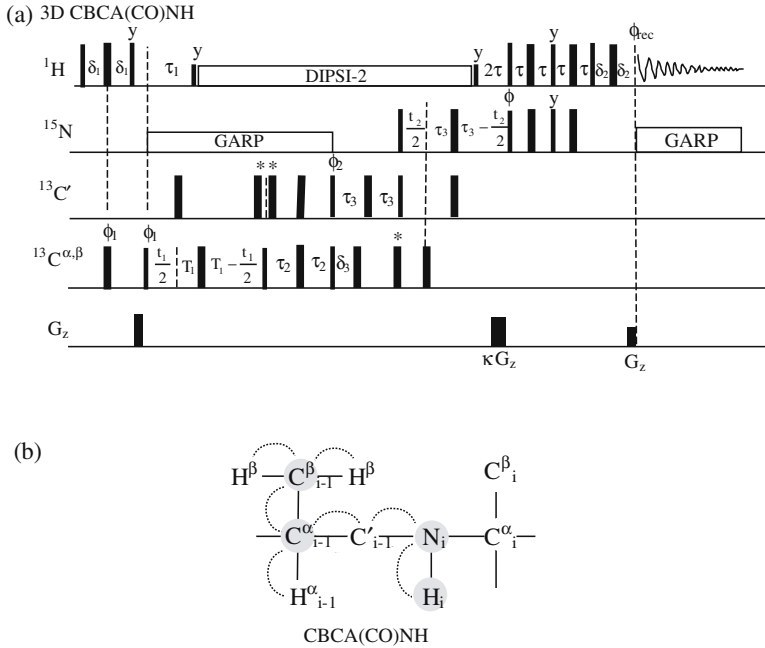 (a) 3D CBCA(CO)NH
y y y y ϕrec
¹H δ₁ δ₁ τ₁ DIPSI-2 2τ τ τ τ τ δ₂ δ₂
ϕ y
¹⁵N GARP t₂/2 τ₃ τ₃ − t₂/2 GARP
* * ϕ₂
¹³C′ τ₃ τ₃
ϕ₁ ϕ₁ *
¹³Cα,β t₁/2 T₁ T₁ − t₁/2 τ₂ τ₂ δ₃
Gz
κGz Gz
(b)
Hβ Cβi-1 Hβ Cβi
Cαi-1 C′i-1 Ni Cαi
Hαi-1 Hi
CBCA(CO)NH